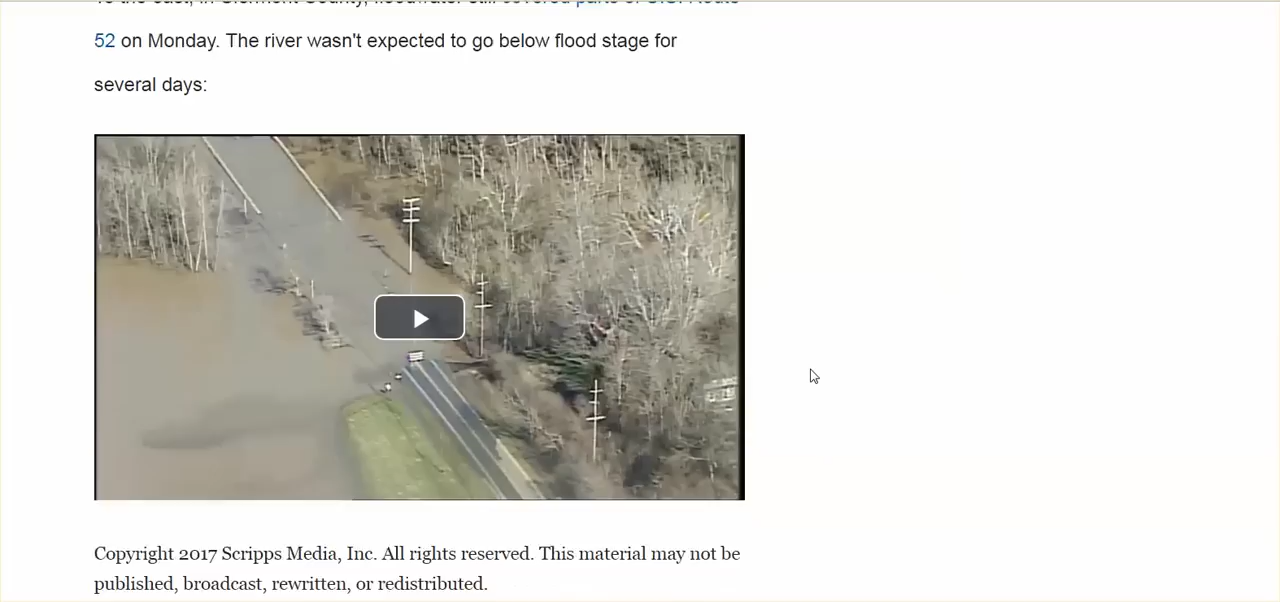 52 on Monday. The river wasn't expected to go below flood stage for
several days:
Copyright 2017 Scripps Media, Inc. All rights reserved. This material may not be
published, broadcast, rewritten, or redistributed.